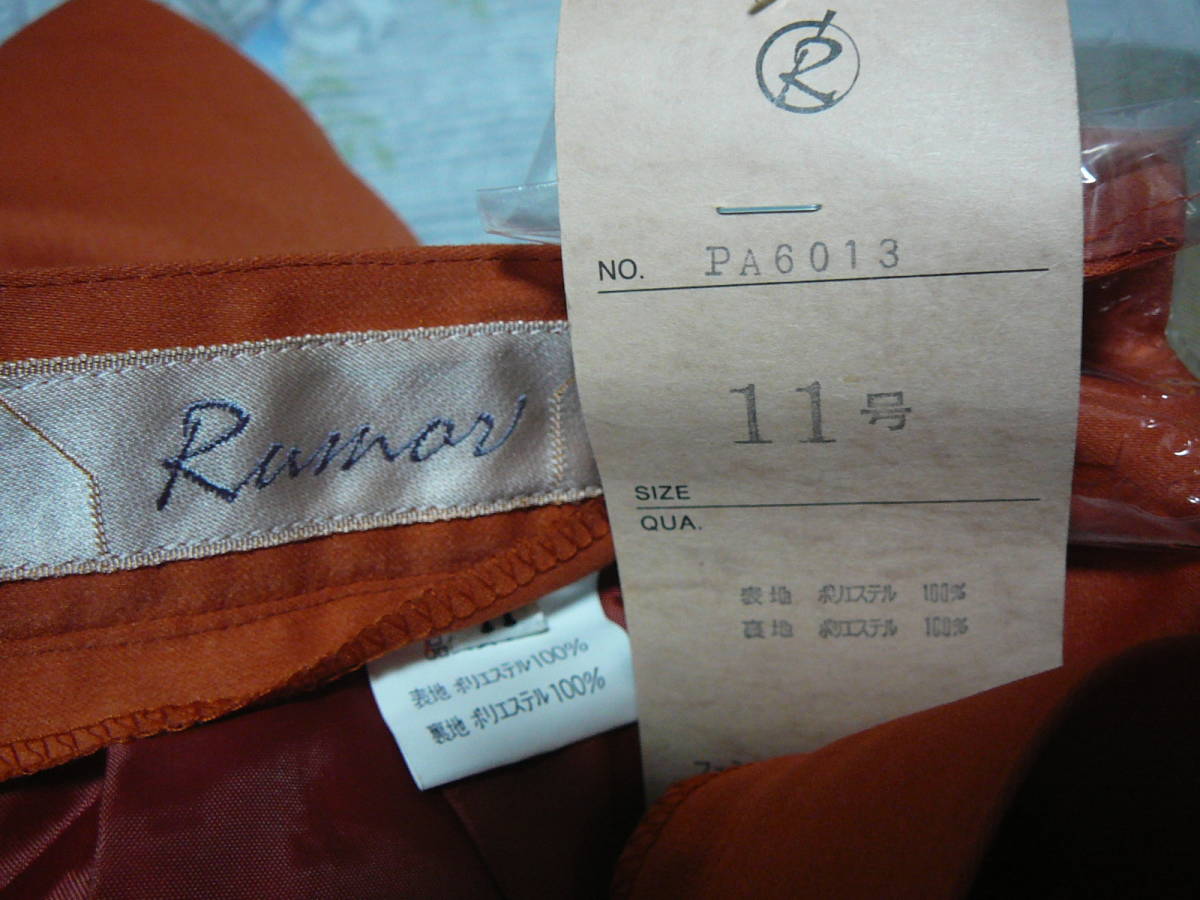 R
NO. PA6013
Rumor
11号
SIZE
QUA.
表地 ポリエステル 100%
裏地 ポリエステル 100%
表地 ポリエステル100%
裏地 ポリエステル100%